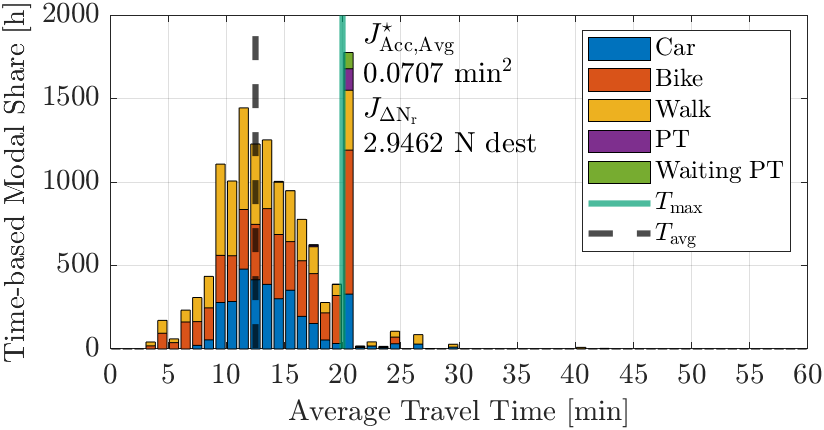 Time-based Modal Share [h]
2000
1500
1000
500
0
J⋆Acc,Avg
0.0707 min²
JΔNr
2.9462 N dest
Car
Bike
Walk
PT
Waiting PT
Tmax
Tavg
0 5 10 15 20 25 30 35 40 45 50 55 60
Average Travel Time [min]